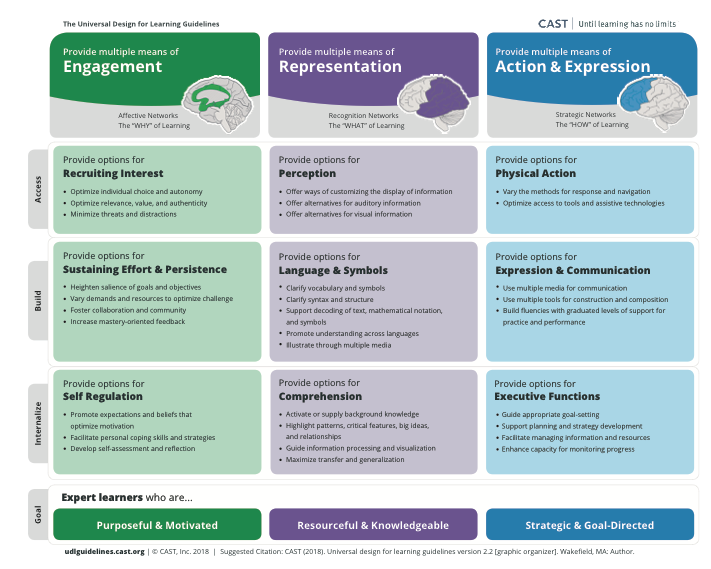 The Universal Design for Learning Guidelines
CAST | Until learning has no limits
Provide multiple means of
Engagement
Affective Networks
The "WHY" of Learning
Provide multiple means of
Representation
Recognition Networks
The "WHAT" of Learning
Provide multiple means of
Action & Expression
Strategic Networks
The "HOW" of Learning
Access
Provide options for
Recruiting Interest
• Optimize individual choice and autonomy
• Optimize relevance, value, and authenticity
• Minimize threats and distractions
Provide options for
Perception
• Offer ways of customizing the display of information
• Offer alternatives for auditory information
• Offer alternatives for visual information
Provide options for
Physical Action
• Vary the methods for response and navigation
• Optimize access to tools and assistive technologies
Build
Provide options for
Sustaining Effort & Persistence
• Heighten salience of goals and objectives
• Vary demands and resources to optimize challenge
• Foster collaboration and community
• Increase mastery-oriented feedback
Provide options for
Language & Symbols
• Clarify vocabulary and symbols
• Clarify syntax and structure
• Support decoding of text, mathematical notation,
and symbols
• Promote understanding across languages
• Illustrate through multiple media
Provide options for
Expression & Communication
• Use multiple media for communication
• Use multiple tools for construction and composition
• Build fluencies with graduated levels of support for
practice and performance
Internalize
Provide options for
Self Regulation
• Promote expectations and beliefs that
optimize motivation
• Facilitate personal coping skills and strategies
• Develop self-assessment and reflection
Provide options for
Comprehension
• Activate or supply background knowledge
• Highlight patterns, critical features, big ideas,
and relationships
• Guide information processing and visualization
• Maximize transfer and generalization
Provide options for
Executive Functions
• Guide appropriate goal-setting
• Support planning and strategy development
• Facilitate managing information and resources
• Enhance capacity for monitoring progress
Goal
Expert learners who are...
Purposeful & Motivated
Resourceful & Knowledgeable
Strategic & Goal-Directed
udlguidelines.cast.org | © CAST, Inc. 2018 | Suggested Citation: CAST (2018). Universal design for learning guidelines version 2.2 [graphic organizer]. Wakefield, MA: Author.